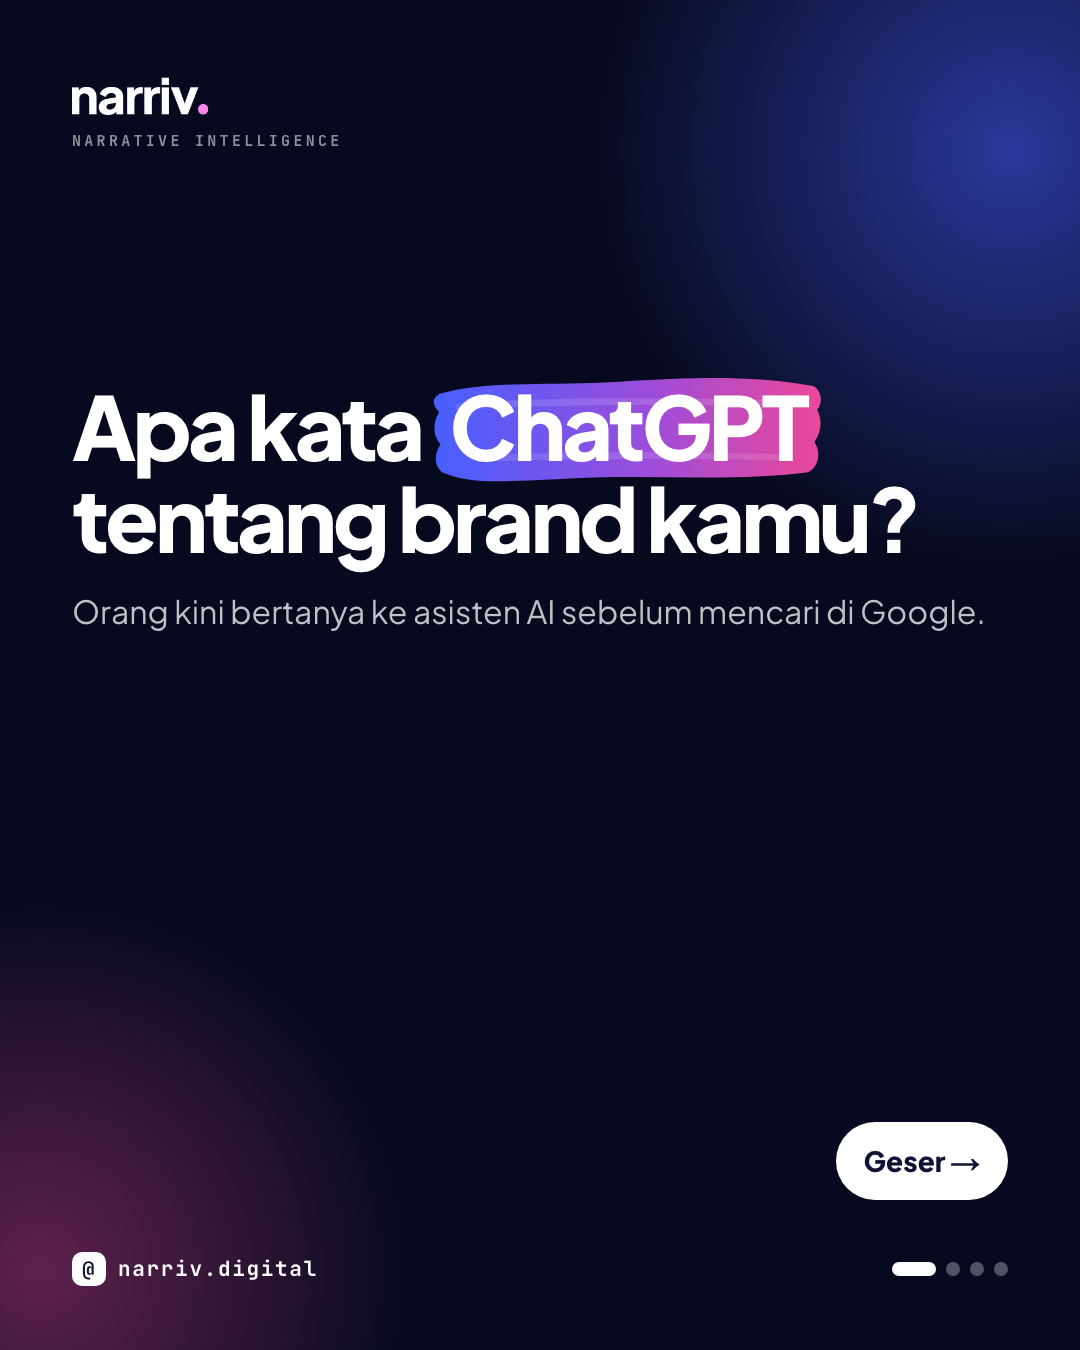 narriv.
NARRATIVE INTELLIGENCE
Apa kata ChatGPT
tentang brand kamu?
Orang kini bertanya ke asisten AI sebelum mencari di Google.
Geser →
@ narriv.digital